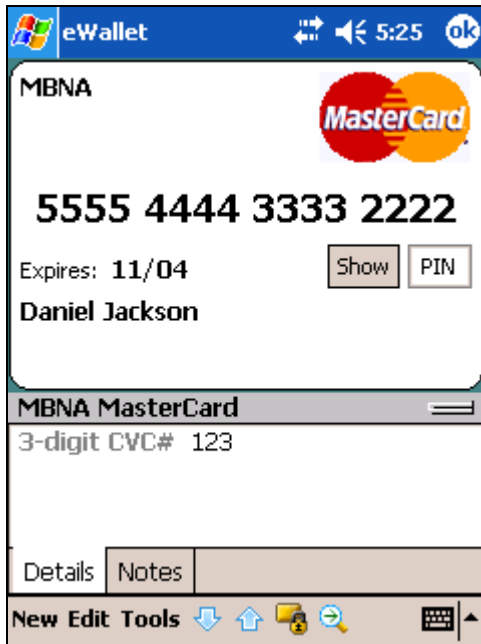 eWallet 5:25 ok
MBNA
MasterCard
5555 4444 3333 2222
Expires: 11/04 Show PIN
Daniel Jackson
MBNA MasterCard
3-digit CVC# 123
Details Notes
New Edit Tools